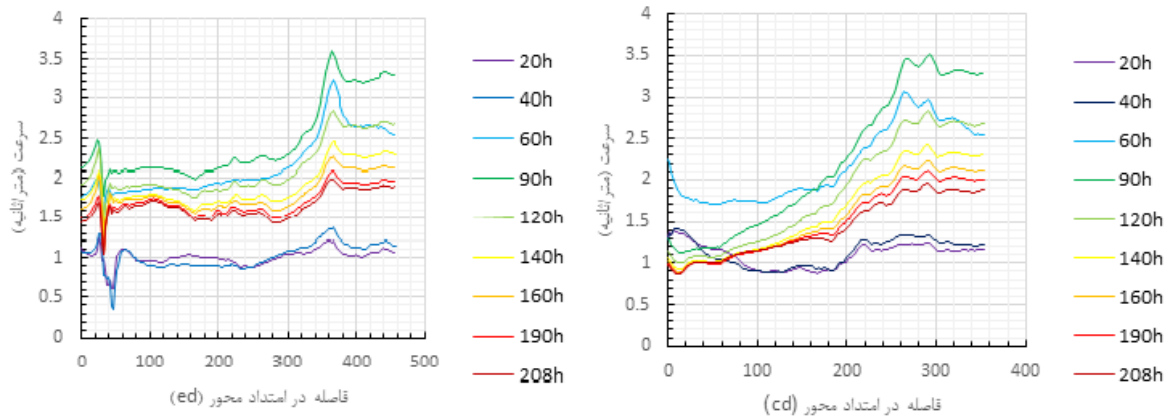 4
3.5
3
2.5
2
1.5
1
0.5
0
0 100 200 300 400 500
سرعت (متر/ثانیه)
فاصله در امتداد محور (ed)
20h
40h
60h
90h
120h
140h
160h
190h
208h
4
3.5
3
2.5
2
1.5
1
0.5
0
0 100 200 300 400
سرعت (متر/ثانیه)
فاصله در امتداد محور (cd)
20h
40h
60h
90h
120h
140h
160h
190h
208h